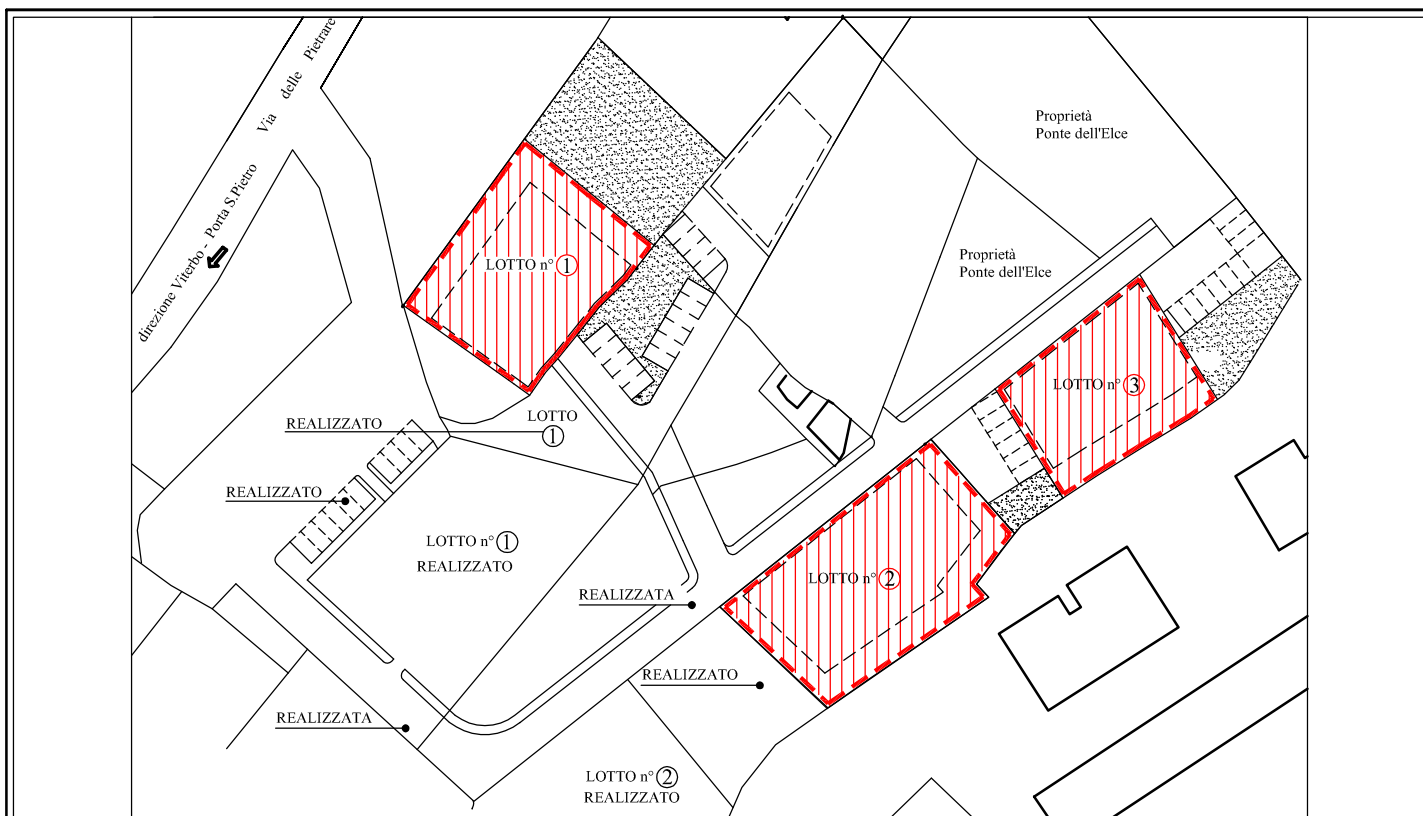 Via delle Pietrare
direzione Viterbo - Porta S.Pietro
Proprietà
Ponte dell'Elce
Proprietà
Ponte dell'Elce
LOTTO n° 1
LOTTO n° 3
LOTTO
1
REALIZZATO
REALIZZATO
LOTTO n° 1
REALIZZATO
LOTTO n° 2
REALIZZATA
REALIZZATO
REALIZZATA
LOTTO n° 2
REALIZZATO